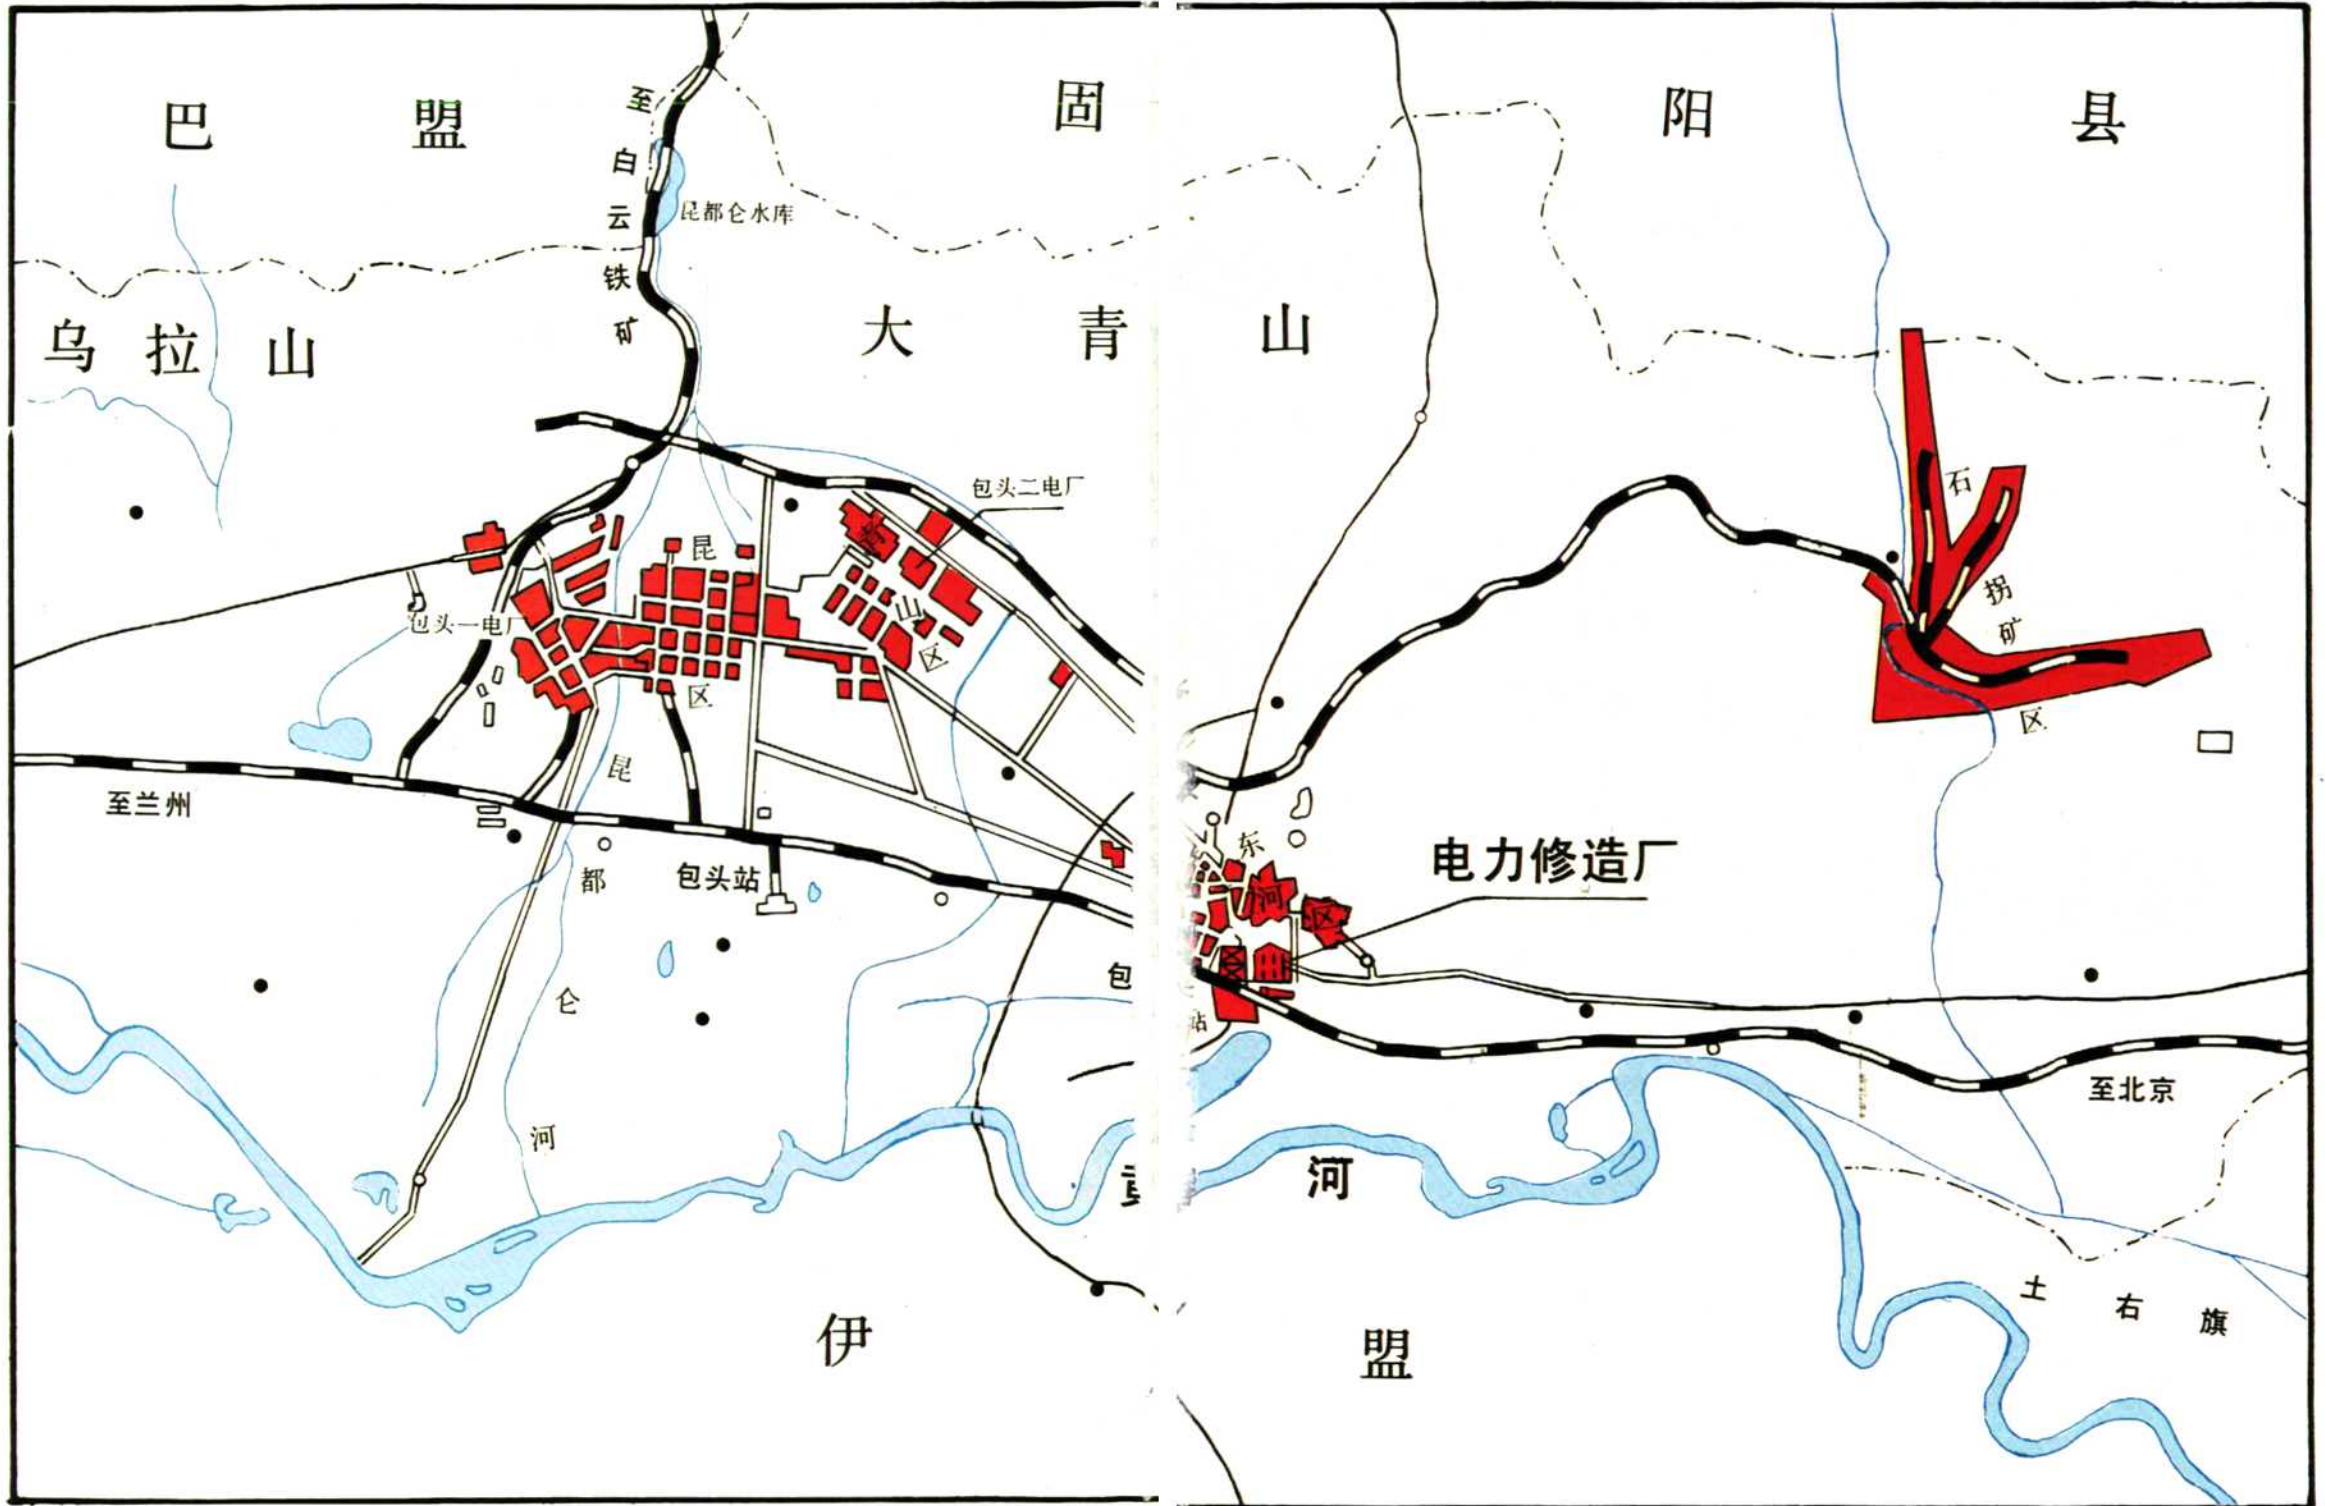 巴盟
固阳县
至白云铁矿
昆都仑水库
乌拉山
大青山
包头二电厂
石拐矿区
昆区
青山区
包头一电厂
至兰州
昆都仑河
包头站
东河区
电力修造厂
包
站
至北京
河
土右旗
伊盟